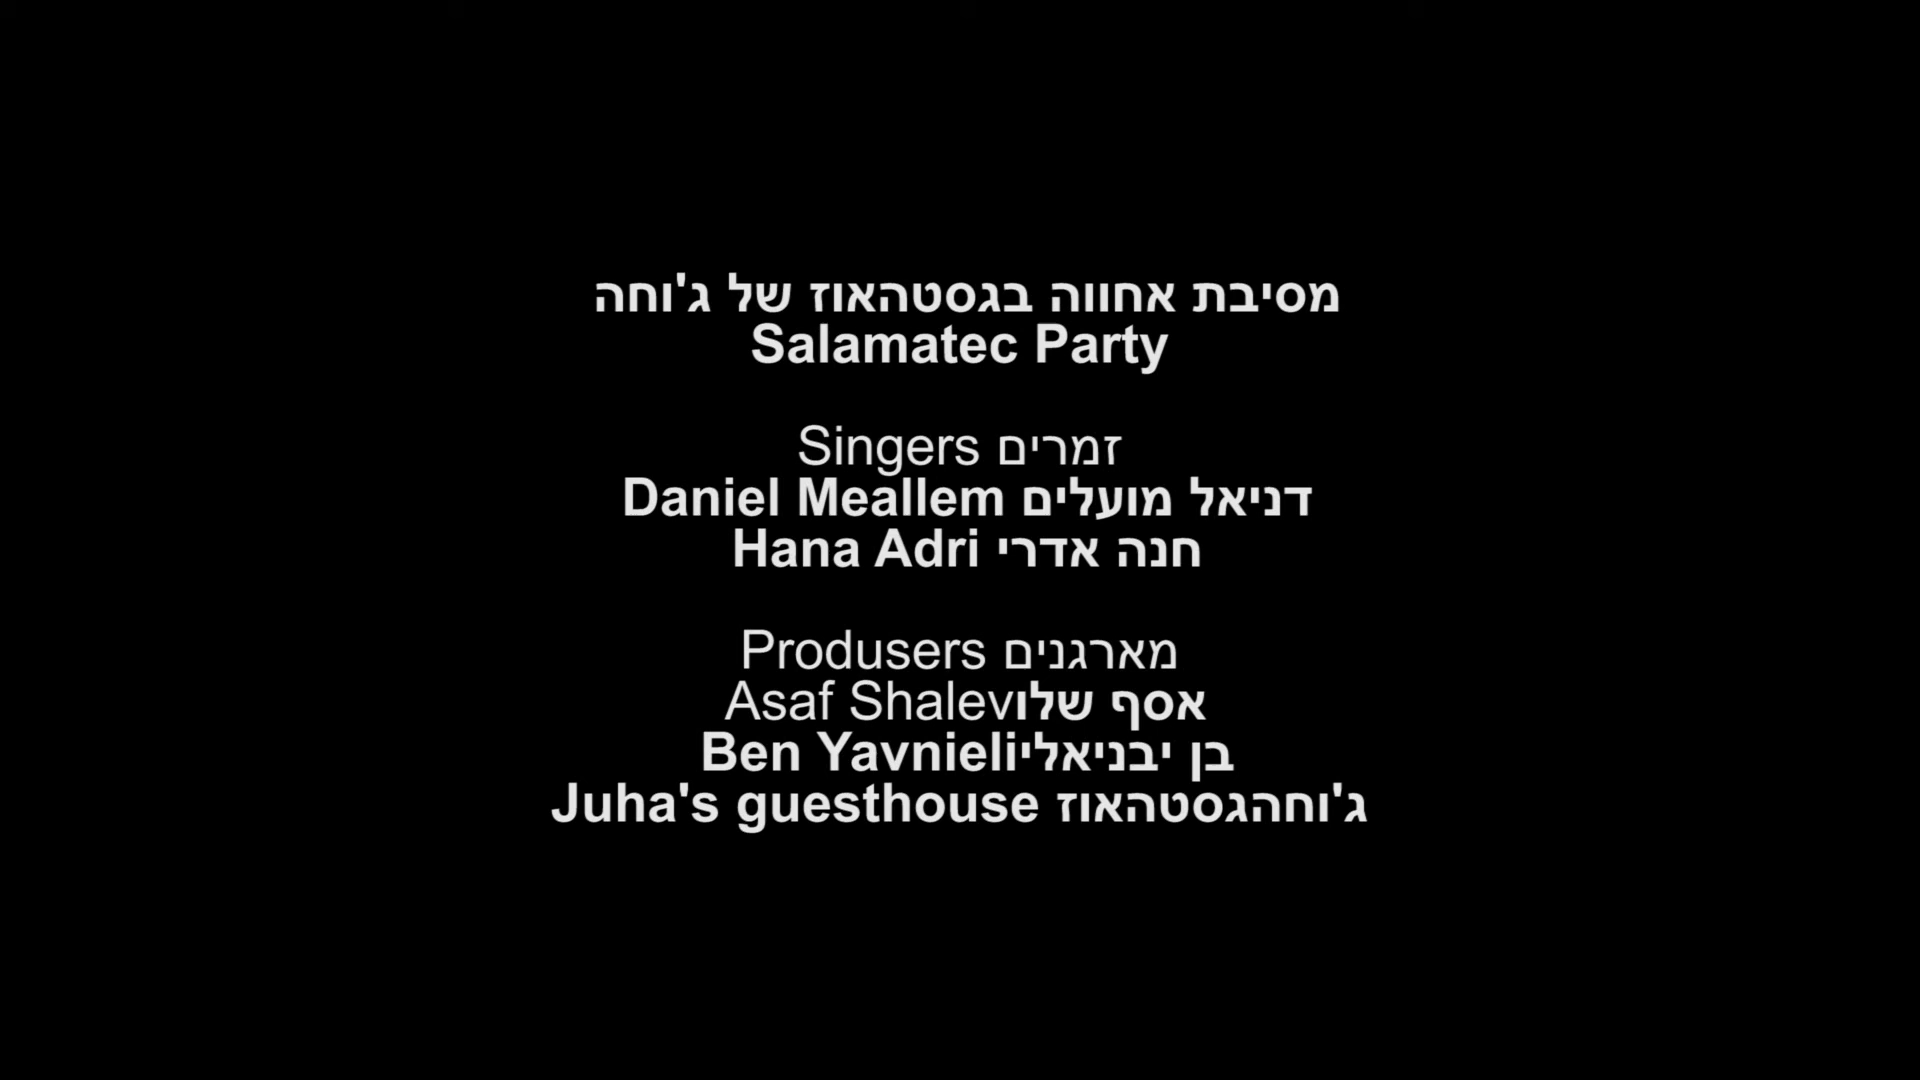 מסיבת אחווה בגסטהאוז של ג'וחה
Salamatec Party
Singers זמרים
Daniel Meallem דניאל מועלים
Hana Adri חנה אדרי
Produsers מארגנים
Asaf Shalevאסף שלו
Ben Yavnieliבן יבניאלי
Juha's guesthouse ג'וחהגסטהאוז